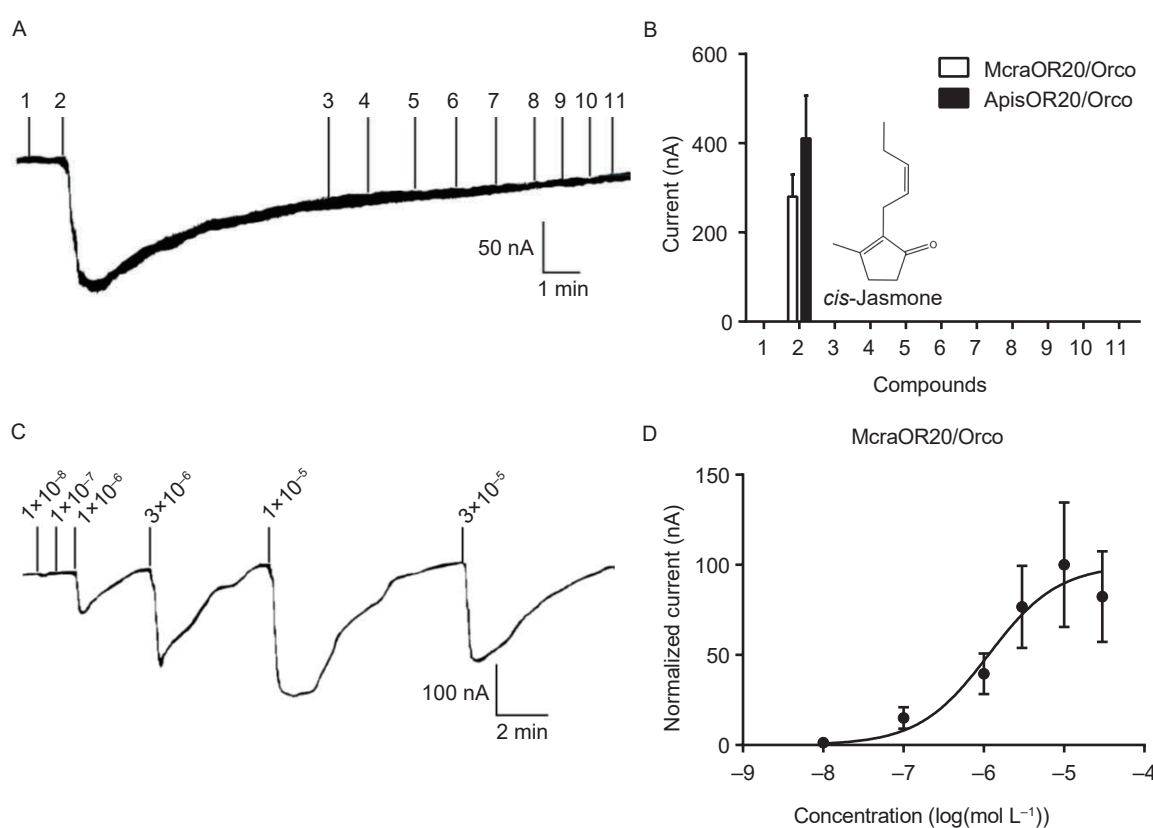 A
1 2 3 4 5 6 7 8 9 10 11
50 nA
1 min
B
600
400
200
0
Current (nA)
McraOR20/Orco
ApisOR20/Orco
O
cis-Jasmone
1 2 3 4 5 6 7 8 9 10 11
Compounds
C
1×10⁻⁸
1×10⁻⁷
1×10⁻⁶
3×10⁻⁶
1×10⁻⁵
3×10⁻⁵
100 nA
2 min
D
McraOR20/Orco
150
100
50
0
Normalized current (nA)
–9 –8 –7 –6 –5 –4
Concentration (log(mol L⁻¹))